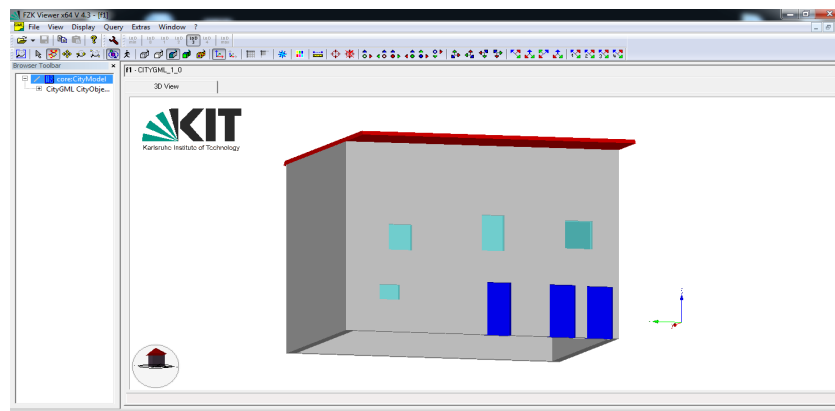 FZK Viewer x64 V 4.3 - [f1]
File View Display Query Extras Window ?
Browser Toolbar
core:CityModel
CityGML CityObje...
f1 - CITYGML_1_0
3D View
KIT
Karlsruhe Institute of Technology